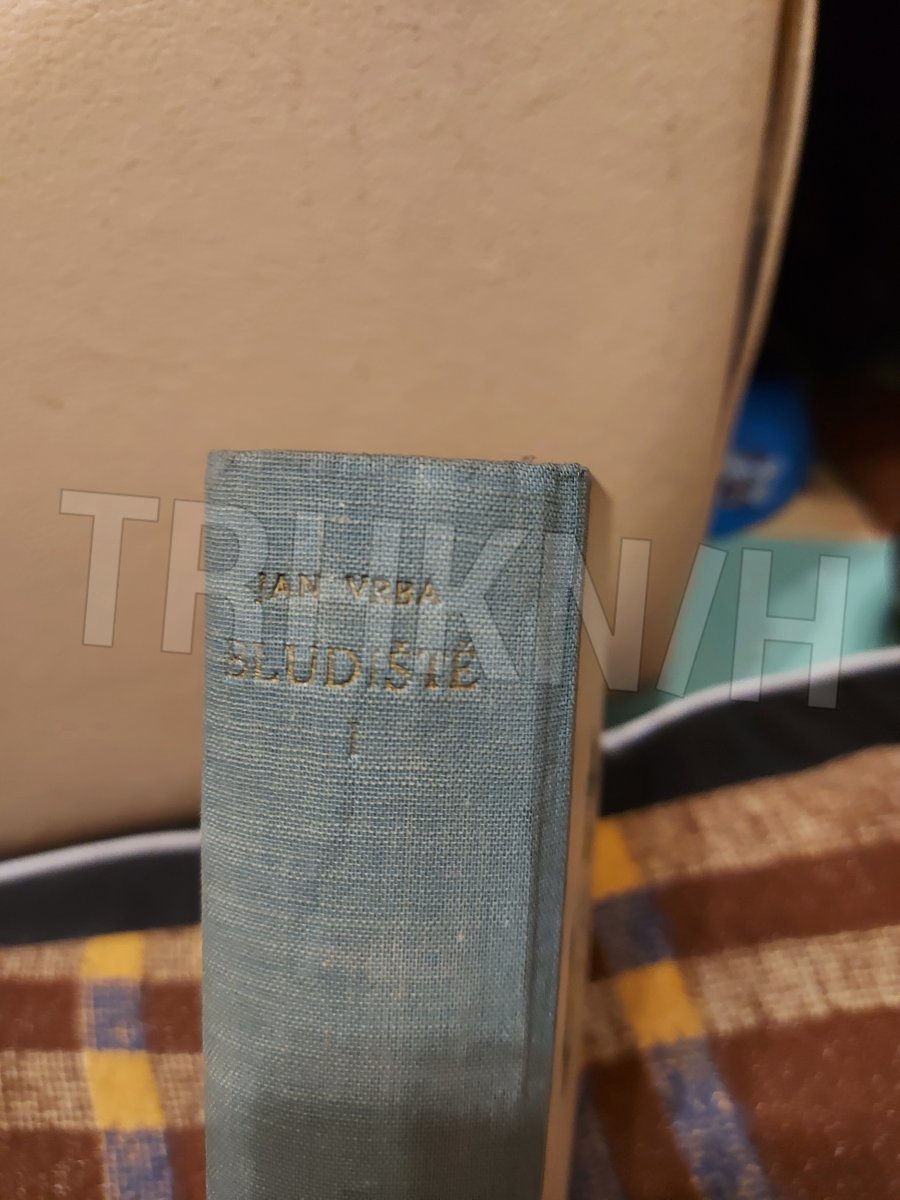 TRHKNIH
JAN VRBA
BLUDIŠTĚ
I